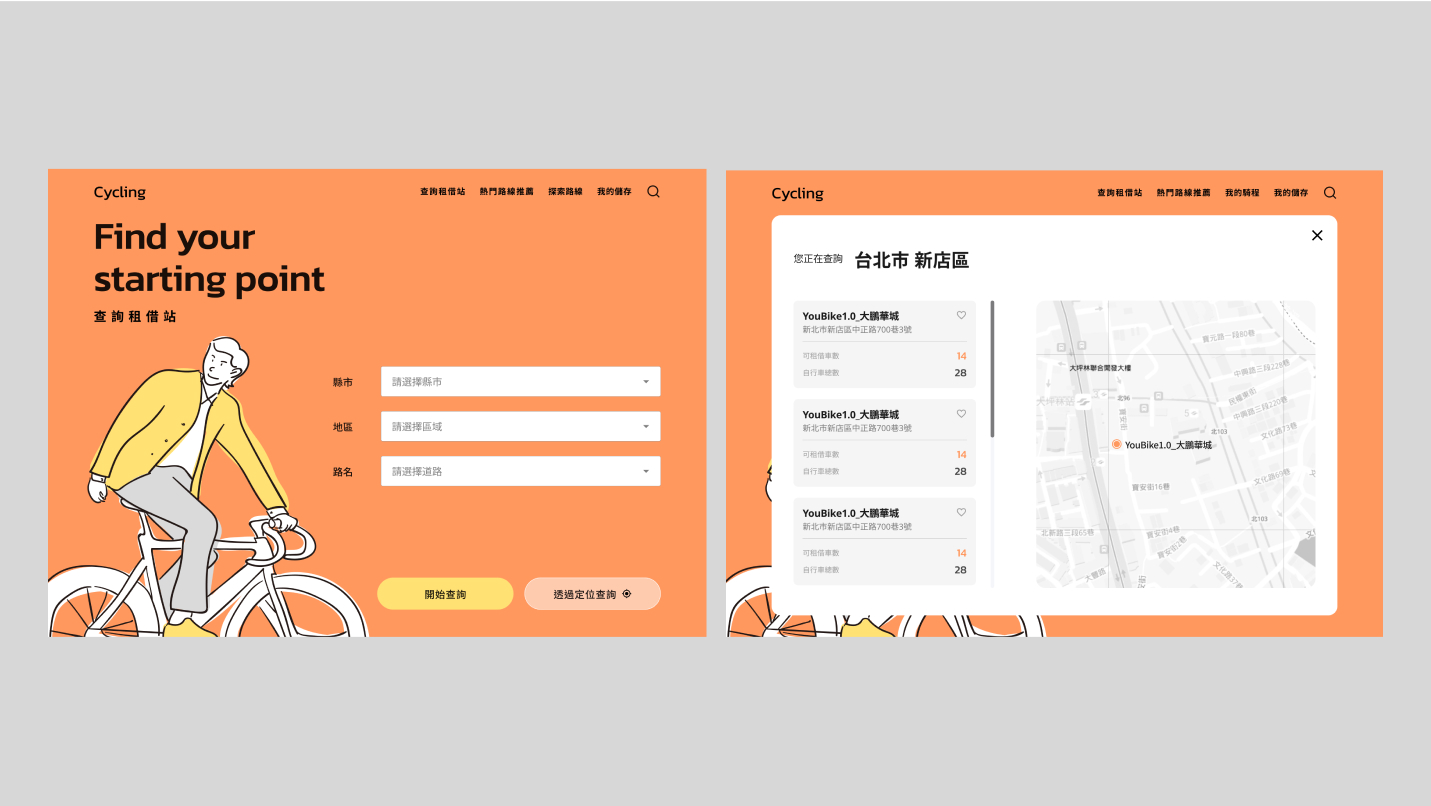 Cycling
查詢租借站 熱門路線推薦 探索路線 我的儲存
Find your
starting point
查詢租借站
縣市 請選擇縣市
地區 請選擇區域
路名 請選擇道路
開始查詢 透過定位查詢
Cycling
查詢租借站 熱門路線推薦 我的騎程 我的儲存
您正在查詢 台北市 新店區
YouBike1.0_大鵬華城
新北市新店區中正路700巷3號
可租借車數 14
自行車總數 28
YouBike1.0_大鵬華城
新北市新店區中正路700巷3號
可租借車數 14
自行車總數 28
YouBike1.0_大鵬華城
新北市新店區中正路700巷3號
可租借車數 14
自行車總數 28
寶元路一段80巷
大坪林聯合開發大樓
中興路三段228巷
大坪林站
北96
民權東街
中興路三段220巷
寶安街
北103
文化路73巷
YouBike1.0_大鵬華城
文化路69巷
寶安街16巷
北103
北新路三段65巷
寶安街4巷
寶安街2巷
大豐路
文化路37巷